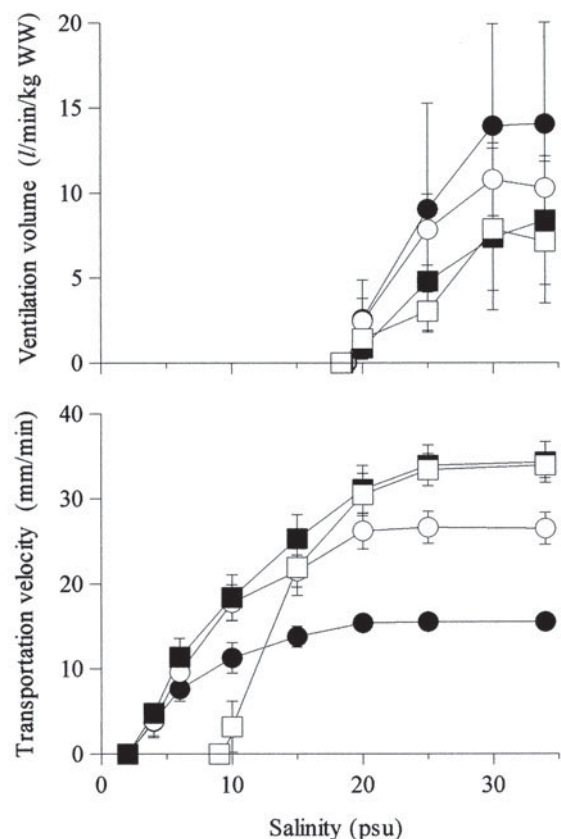 Ventilation volume (l/min/kg WW)
20
15
10
5
0
Transportation velocity (mm/min)
40
30
20
10
0
0 10 20 30
Salinity (psu)